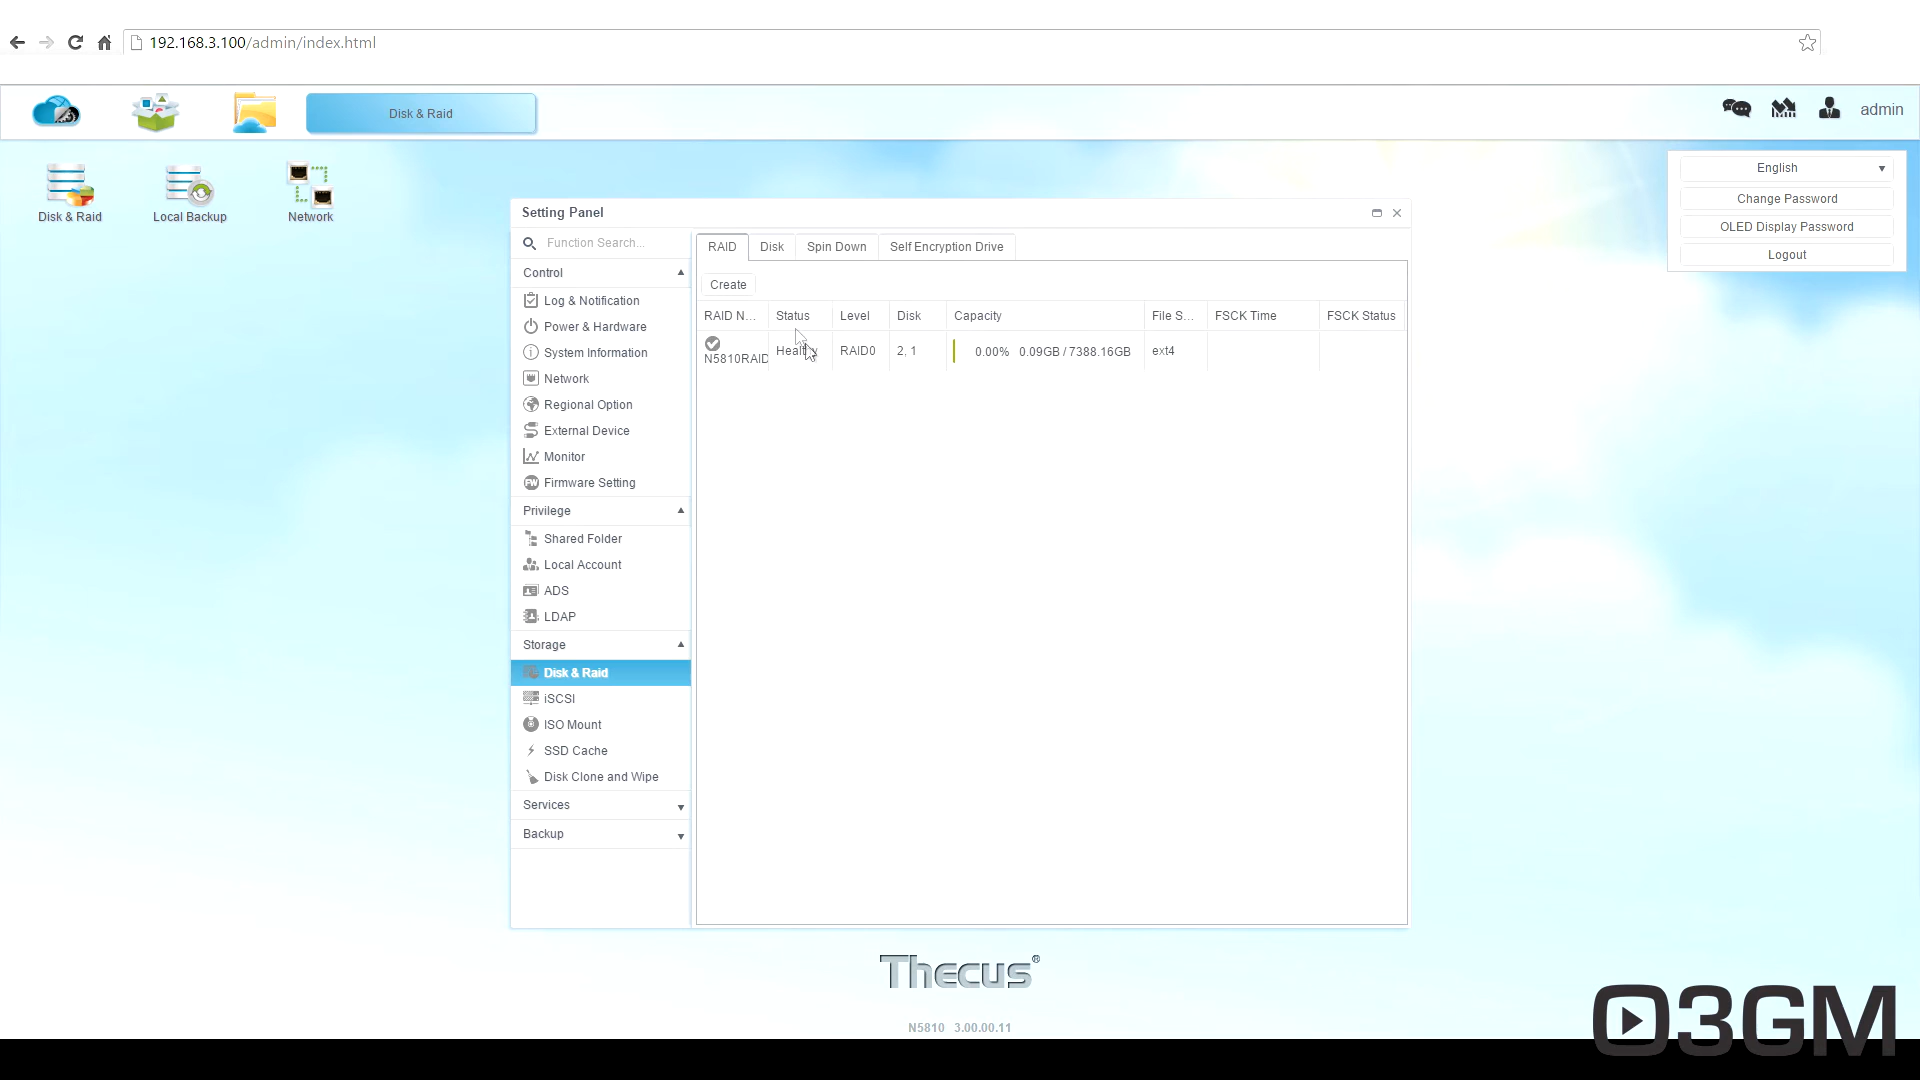 192.168.3.100/admin/index.html
Disk & Raid
admin
Disk & Raid
Local Backup
Network
English
Change Password
OLED Display Password
Logout
Setting Panel
Function Search...
Control
Log & Notification
Power & Hardware
System Information
Network
Regional Option
External Device
Monitor
FW Firmware Setting
Privilege
Shared Folder
Local Account
ADS
LDAP
Storage
Disk & Raid
iSCSI
ISO Mount
SSD Cache
Disk Clone and Wipe
Services
Backup
RAID Disk Spin Down Self Encryption Drive
Create
RAID N... Status Level Disk Capacity File S... FSCK Time FSCK Status
N5810RAID Healthy RAID0 2, 1 0.00% 0.09GB / 7388.16GB ext4
Thecus®
N5810 3.00.00.11
3GM